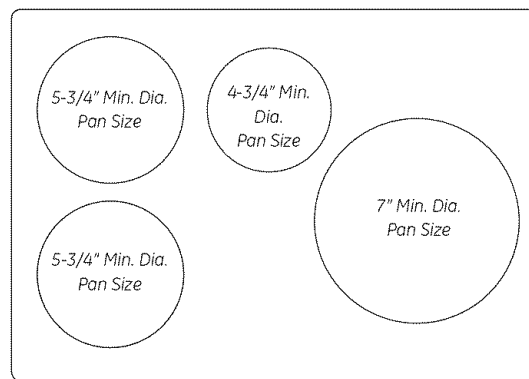 5-3/4" Min. Dia.
Pan Size
4-3/4" Min.
Dia.
Pan Size
7" Min. Dia.
Pan Size
5-3/4" Min. Dia.
Pan Size